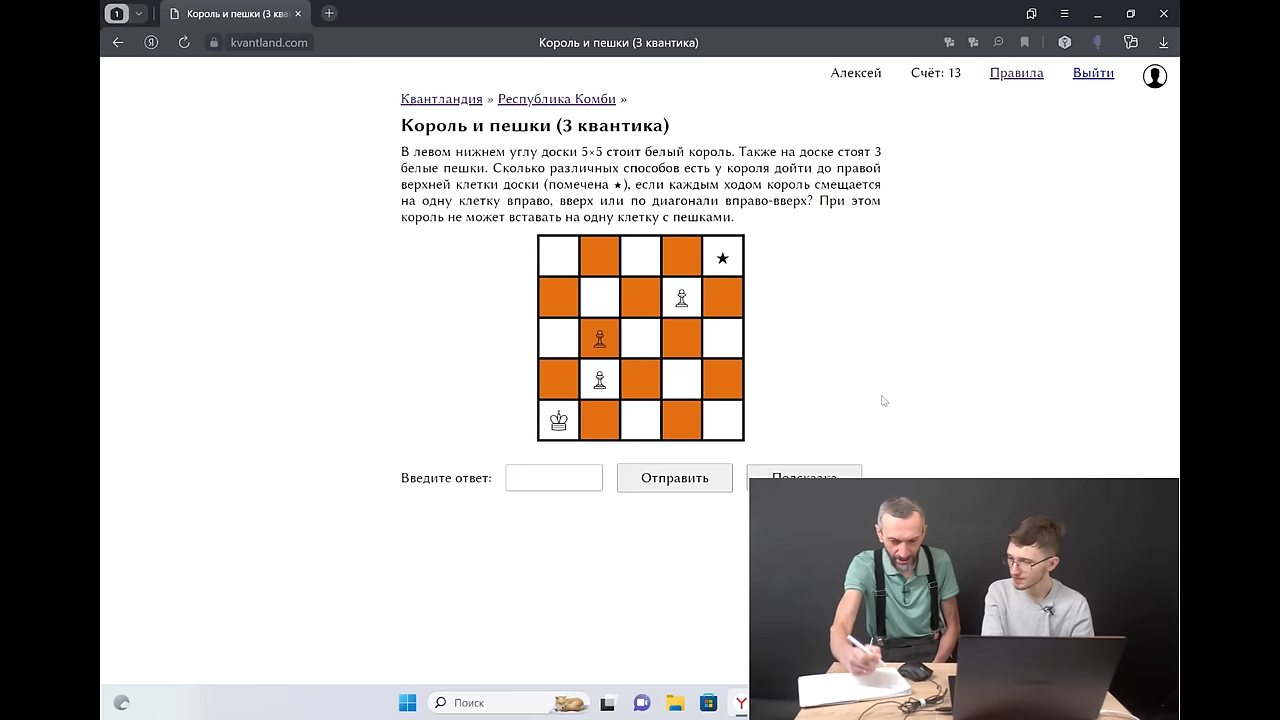 1
Король и пешки (3 ква
kvantland.com
Король и пешки (3 квантика)
Алексей
Счёт: 13
Правила
Выйти
Квантландия » Республика Комби »
Король и пешки (3 квантика)
В левом нижнем углу доски 5×5 стоит белый король. Также на доске стоят 3
белые пешки. Сколько различных способов есть у короля дойти до правой
верхней клетки доски (помечена ★), если каждым ходом король смещается
на одну клетку вправо, вверх или по диагонали вправо-вверх? При этом
король не может вставать на одну клетку с пешками.
Введите ответ:
Отправить
Подсказка
Поиск